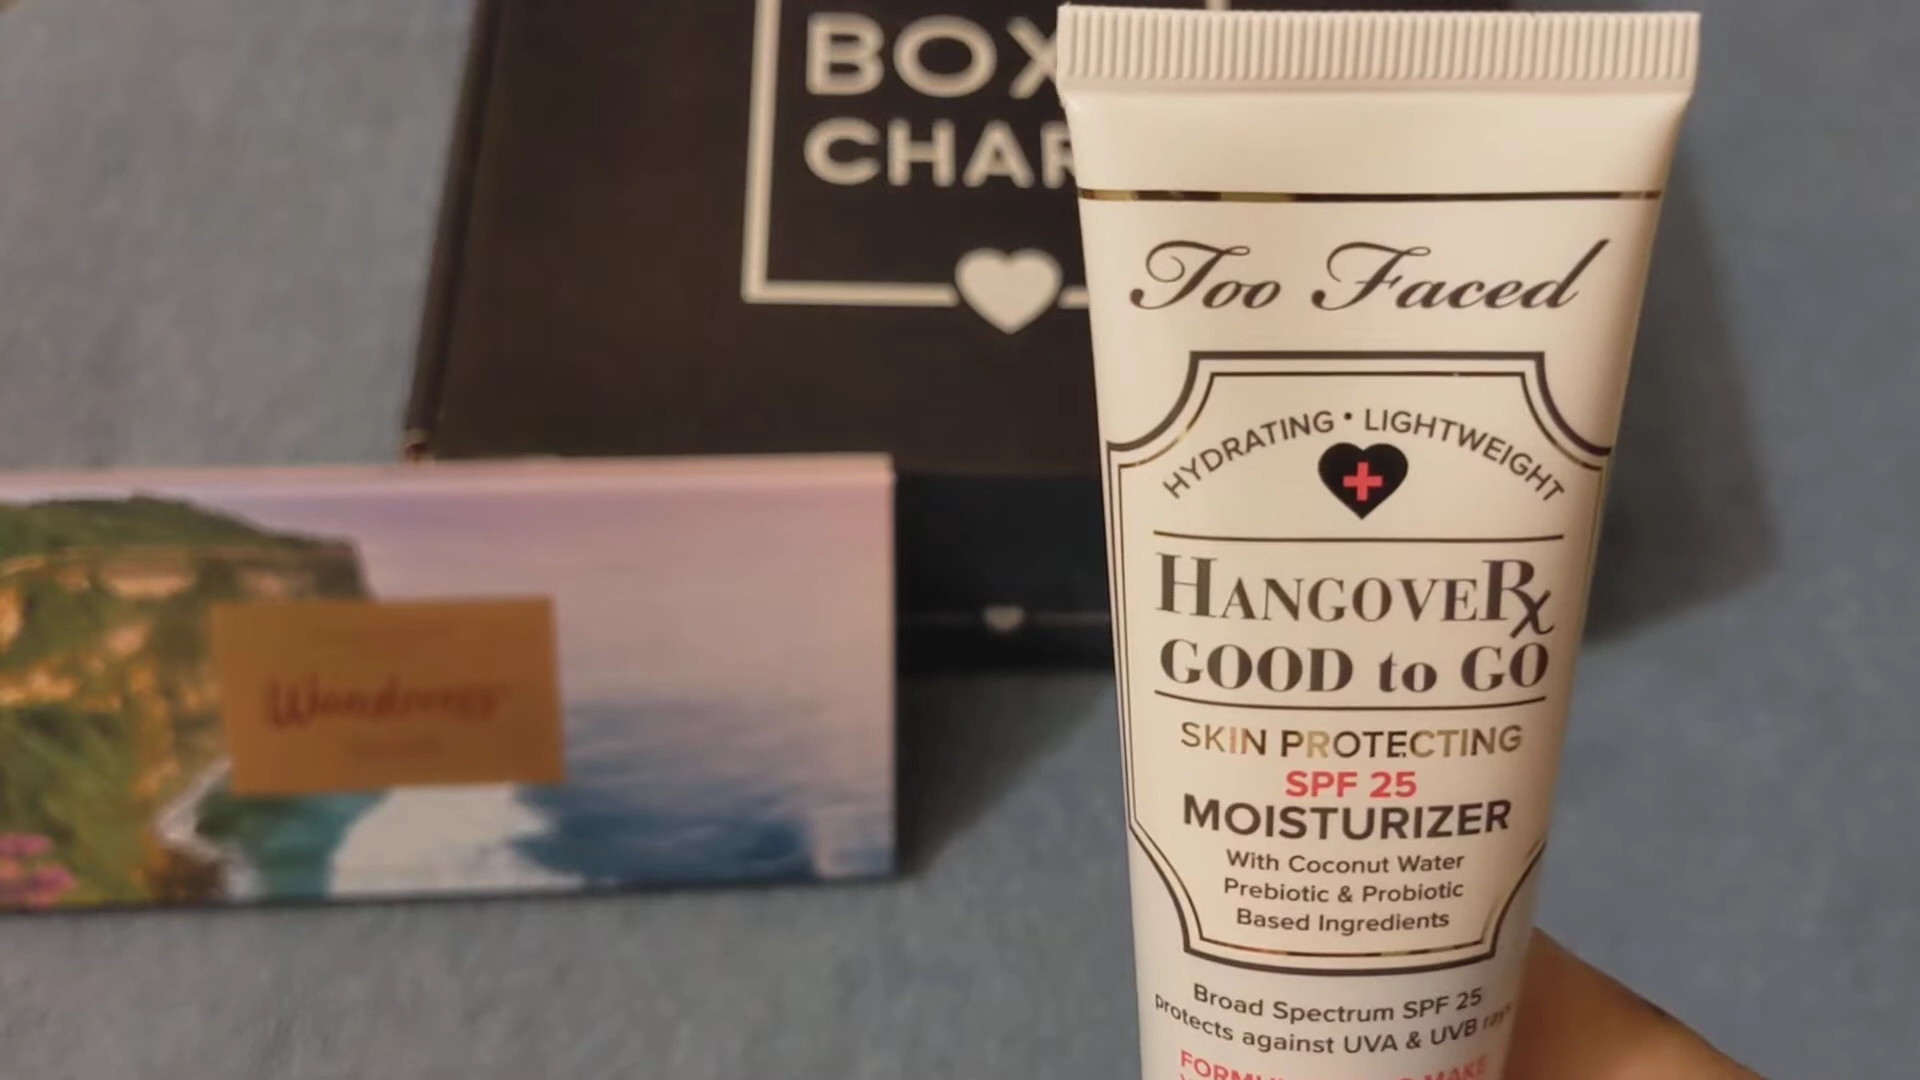 BOX
CHAR
Too Faced
HYDRATING • LIGHTWEIGHT
HANGOVERx
GOOD to GO
SKIN PROTECTING
SPF 25
MOISTURIZER
With Coconut Water
Prebiotic & Probiotic
Based Ingredients
Broad Spectrum SPF 25
protects against UVA & UVB rays